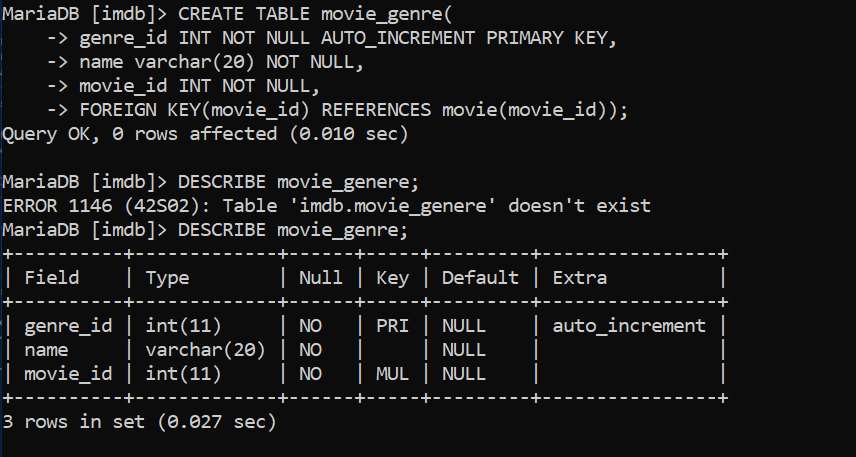 MariaDB [imdb]> CREATE TABLE movie_genre(
    -> genre_id INT NOT NULL AUTO_INCREMENT PRIMARY KEY,
    -> name varchar(20) NOT NULL,
    -> movie_id INT NOT NULL,
    -> FOREIGN KEY(movie_id) REFERENCES movie(movie_id));
Query OK, 0 rows affected (0.010 sec)

MariaDB [imdb]> DESCRIBE movie_genere;
ERROR 1146 (42S02): Table 'imdb.movie_genere' doesn't exist
MariaDB [imdb]> DESCRIBE movie_genre;
+----------+-------------+------+-----+---------+----------------+
| Field    | Type        | Null | Key | Default | Extra          |
+----------+-------------+------+-----+---------+----------------+
| genre_id | int(11)     | NO   | PRI | NULL    | auto_increment |
| name     | varchar(20) | NO   |     | NULL    |                |
| movie_id | int(11)     | NO   | MUL | NULL    |                |
+----------+-------------+------+-----+---------+----------------+
3 rows in set (0.027 sec)